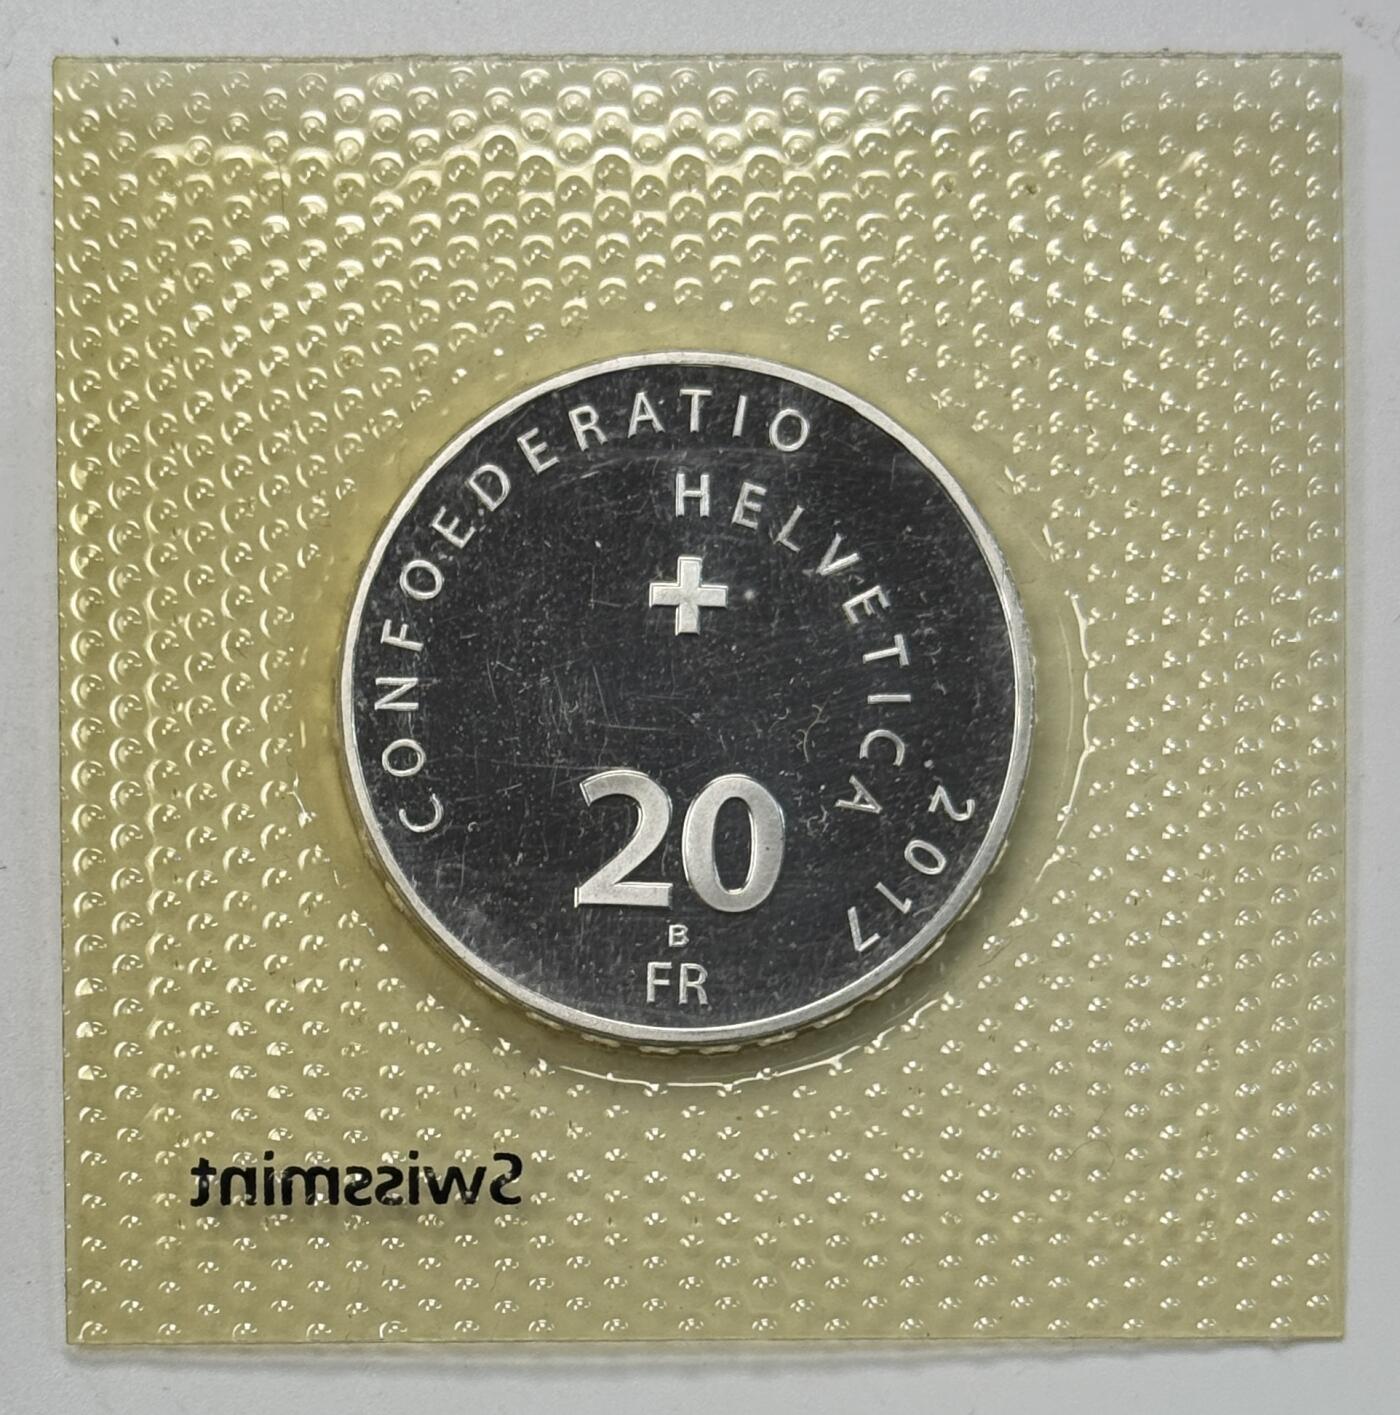 CONFOEDERATIO
HELVETICA
2017
20
B
FR
Swissmint